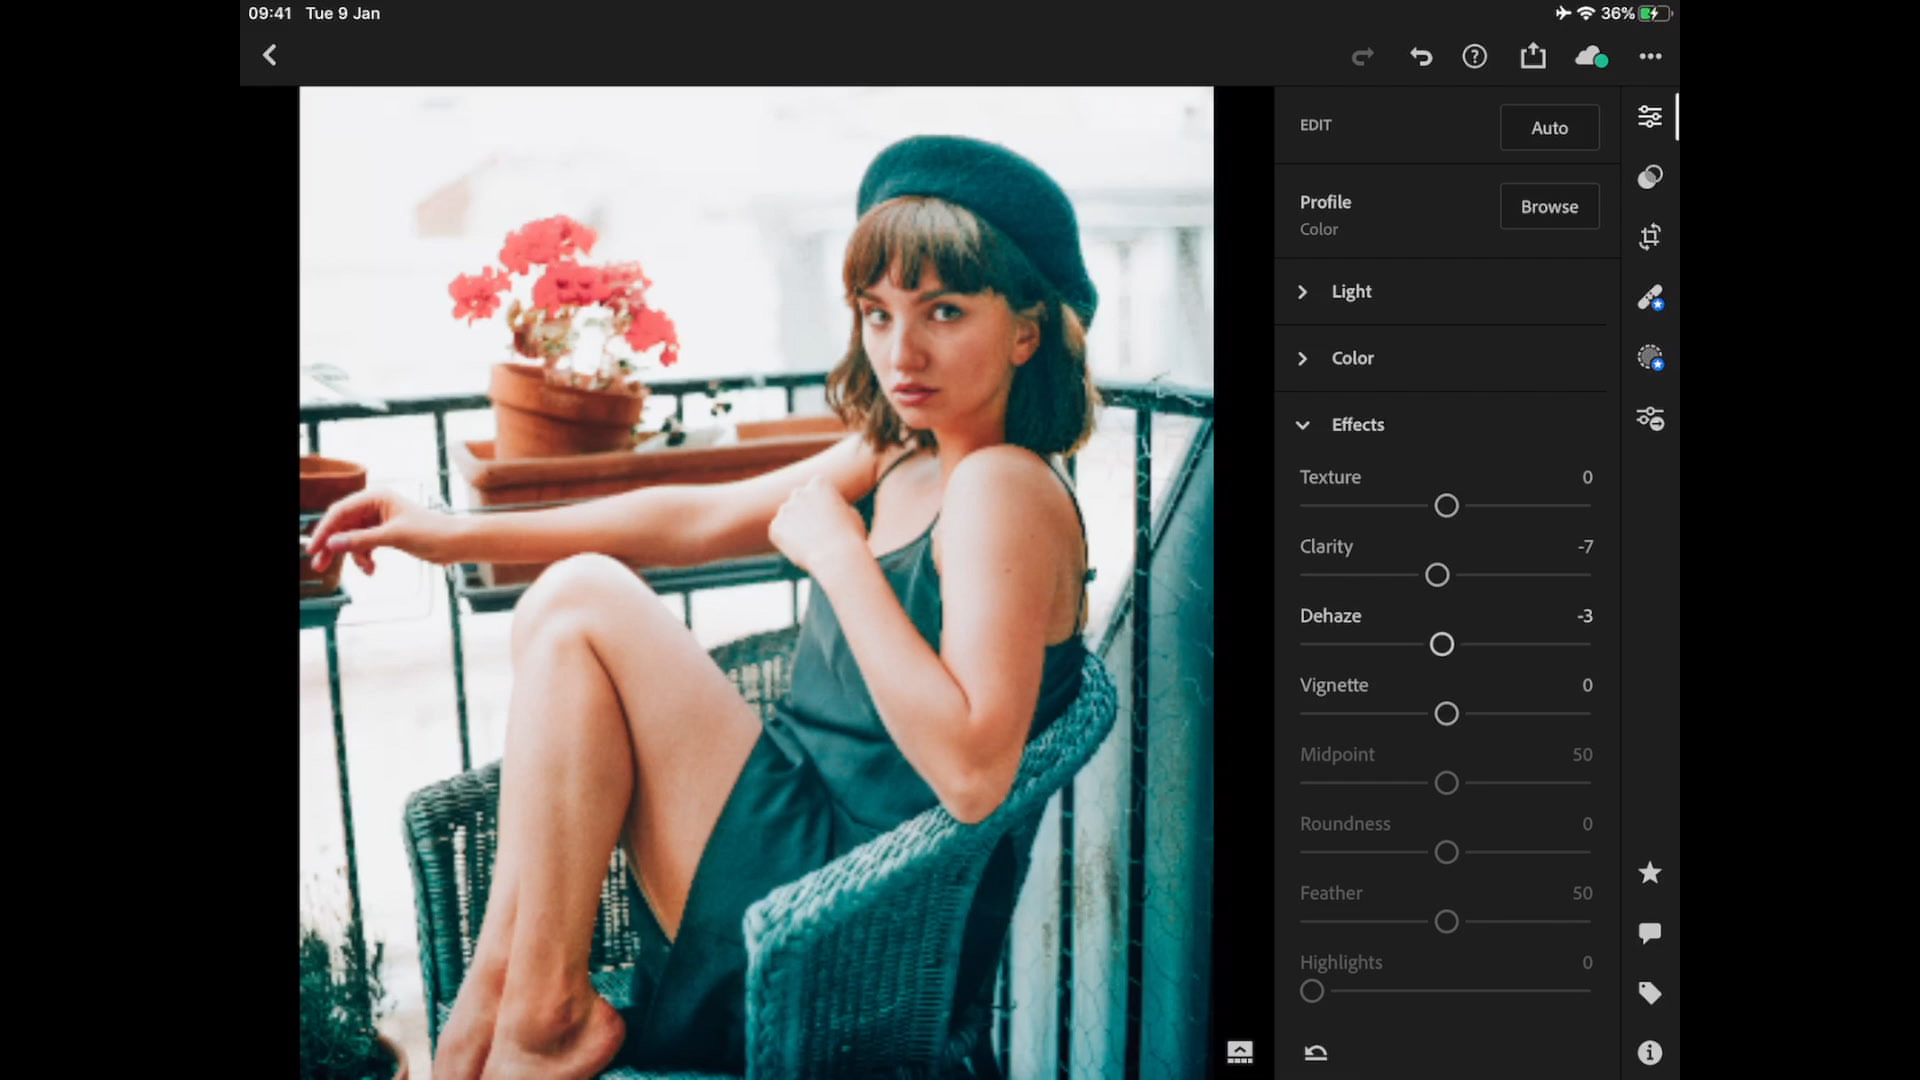 09:41 Tue 9 Jan
36%
EDIT
Auto
Profile
Color
Browse
Light
Color
Effects
Texture 0
Clarity -7
Dehaze -3
Vignette 0
Midpoint 50
Roundness 0
Feather 50
Highlights 0